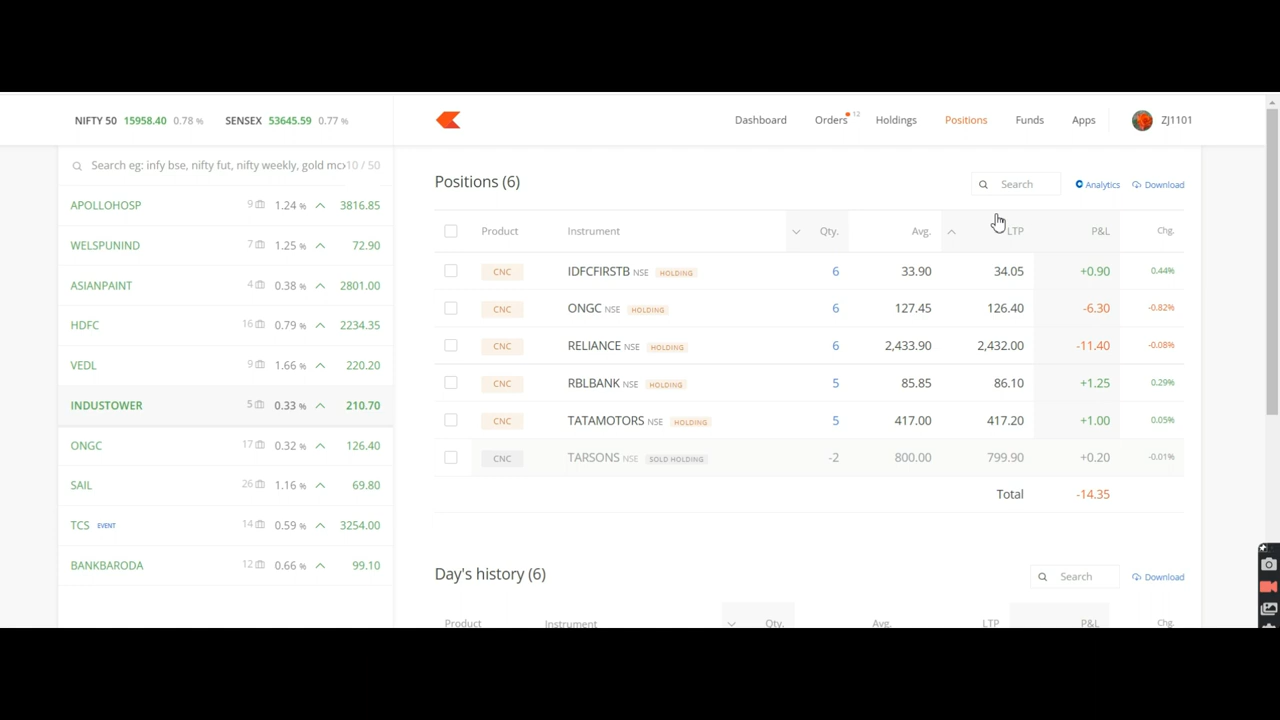 NIFTY 50 15958.40 0.78 % SENSEX 53645.59 0.77 %
Dashboard Orders 12 Holdings Positions Funds Apps ZJ1101
Search eg: infy bse, nifty fut, nifty weekly, gold mc 10 / 50
APOLLOHOSP 9 1.24 % 3816.85
WELSPUNIND 7 1.25 % 72.90
ASIANPAINT 4 0.38 % 2801.00
HDFC 16 0.79 % 2234.35
VEDL 9 1.66 % 220.20
INDUSTOWER 5 0.33 % 210.70
ONGC 17 0.32 % 126.40
SAIL 26 1.16 % 69.80
TCS EVENT 14 0.59 % 3254.00
BANKBARODA 12 0.66 % 99.10
Positions (6) Search Analytics Download
Product Instrument Qty. Avg. LTP P&L Chg.
CNC IDFCFIRSTB NSE HOLDING 6 33.90 34.05 +0.90 0.44%
CNC ONGC NSE HOLDING 6 127.45 126.40 -6.30 -0.82%
CNC RELIANCE NSE HOLDING 6 2,433.90 2,432.00 -11.40 -0.08%
CNC RBLBANK NSE HOLDING 5 85.85 86.10 +1.25 0.29%
CNC TATAMOTORS NSE HOLDING 5 417.00 417.20 +1.00 0.05%
CNC TARSONS NSE SOLD HOLDING -2 800.00 799.90 +0.20 -0.01%
Total -14.35
Day's history (6) Search Download
Product Instrument Qty. Avg. LTP P&L Chg.